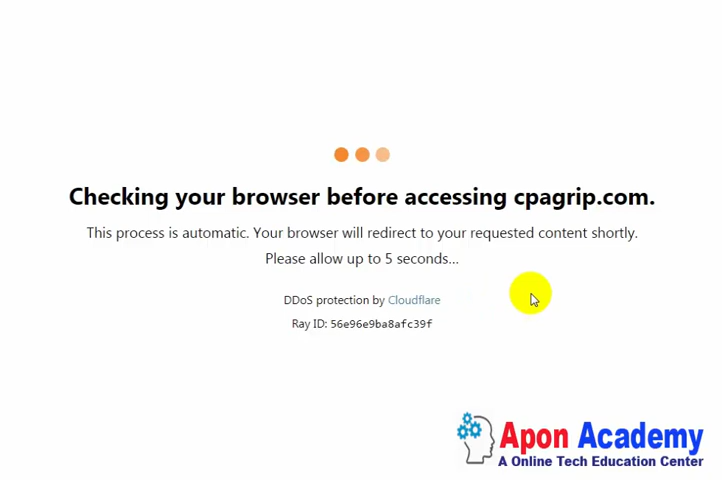 Checking your browser before accessing cpagrip.com.
This process is automatic. Your browser will redirect to your requested content shortly.
Please allow up to 5 seconds...
DDoS protection by Cloudflare
Ray ID: 56e96e9ba8afc39f
Apon Academy
A Online Tech Education Center